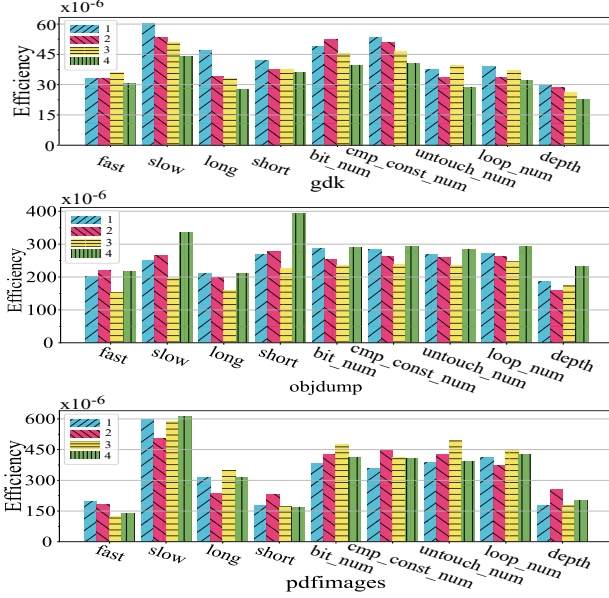 x10⁻⁶
Efficiency
60
45
30
15
0
1
2
3
4
fast slow long short bit_num cmp_const_num untouch_num loop_num depth
gdk
x10⁻⁶
Efficiency
400
300
200
100
0
1
2
3
4
fast slow long short bit_num cmp_const_num untouch_num loop_num depth
objdump
x10⁻⁶
Efficiency
600
450
300
150
0
1
2
3
4
fast slow long short bit_num cmp_const_num untouch_num loop_num depth
pdfimages